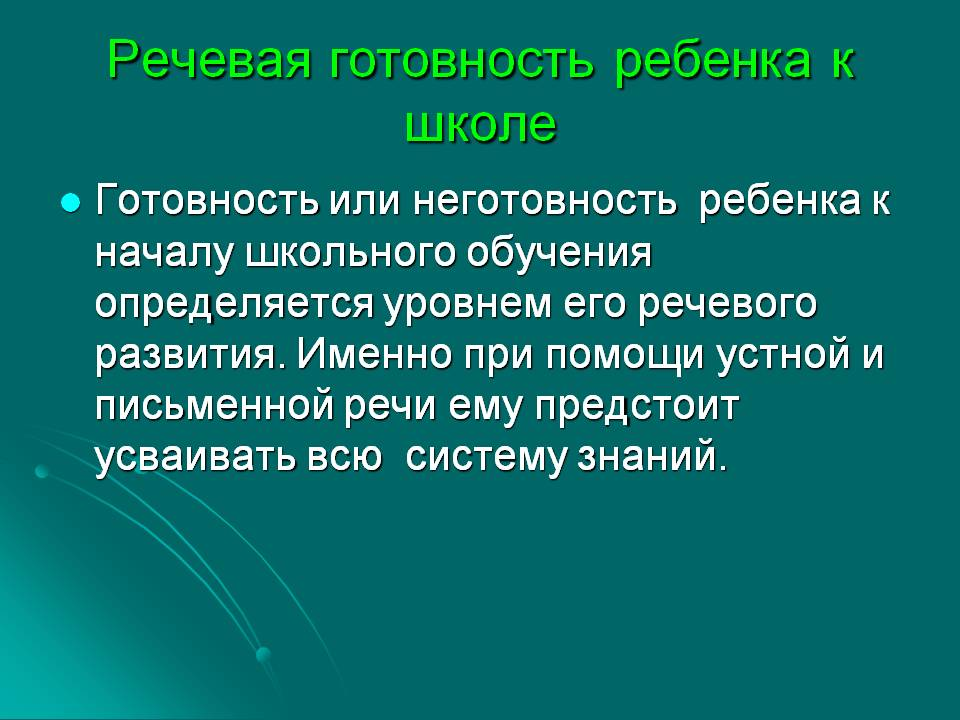 Речевая готовность ребенка к
школе
Готовность или неготовность  ребенка к
началу школьного обучения
определяется уровнем его речевого
развития. Именно при помощи устной и
письменной речи ему предстоит
усваивать всю  систему знаний.